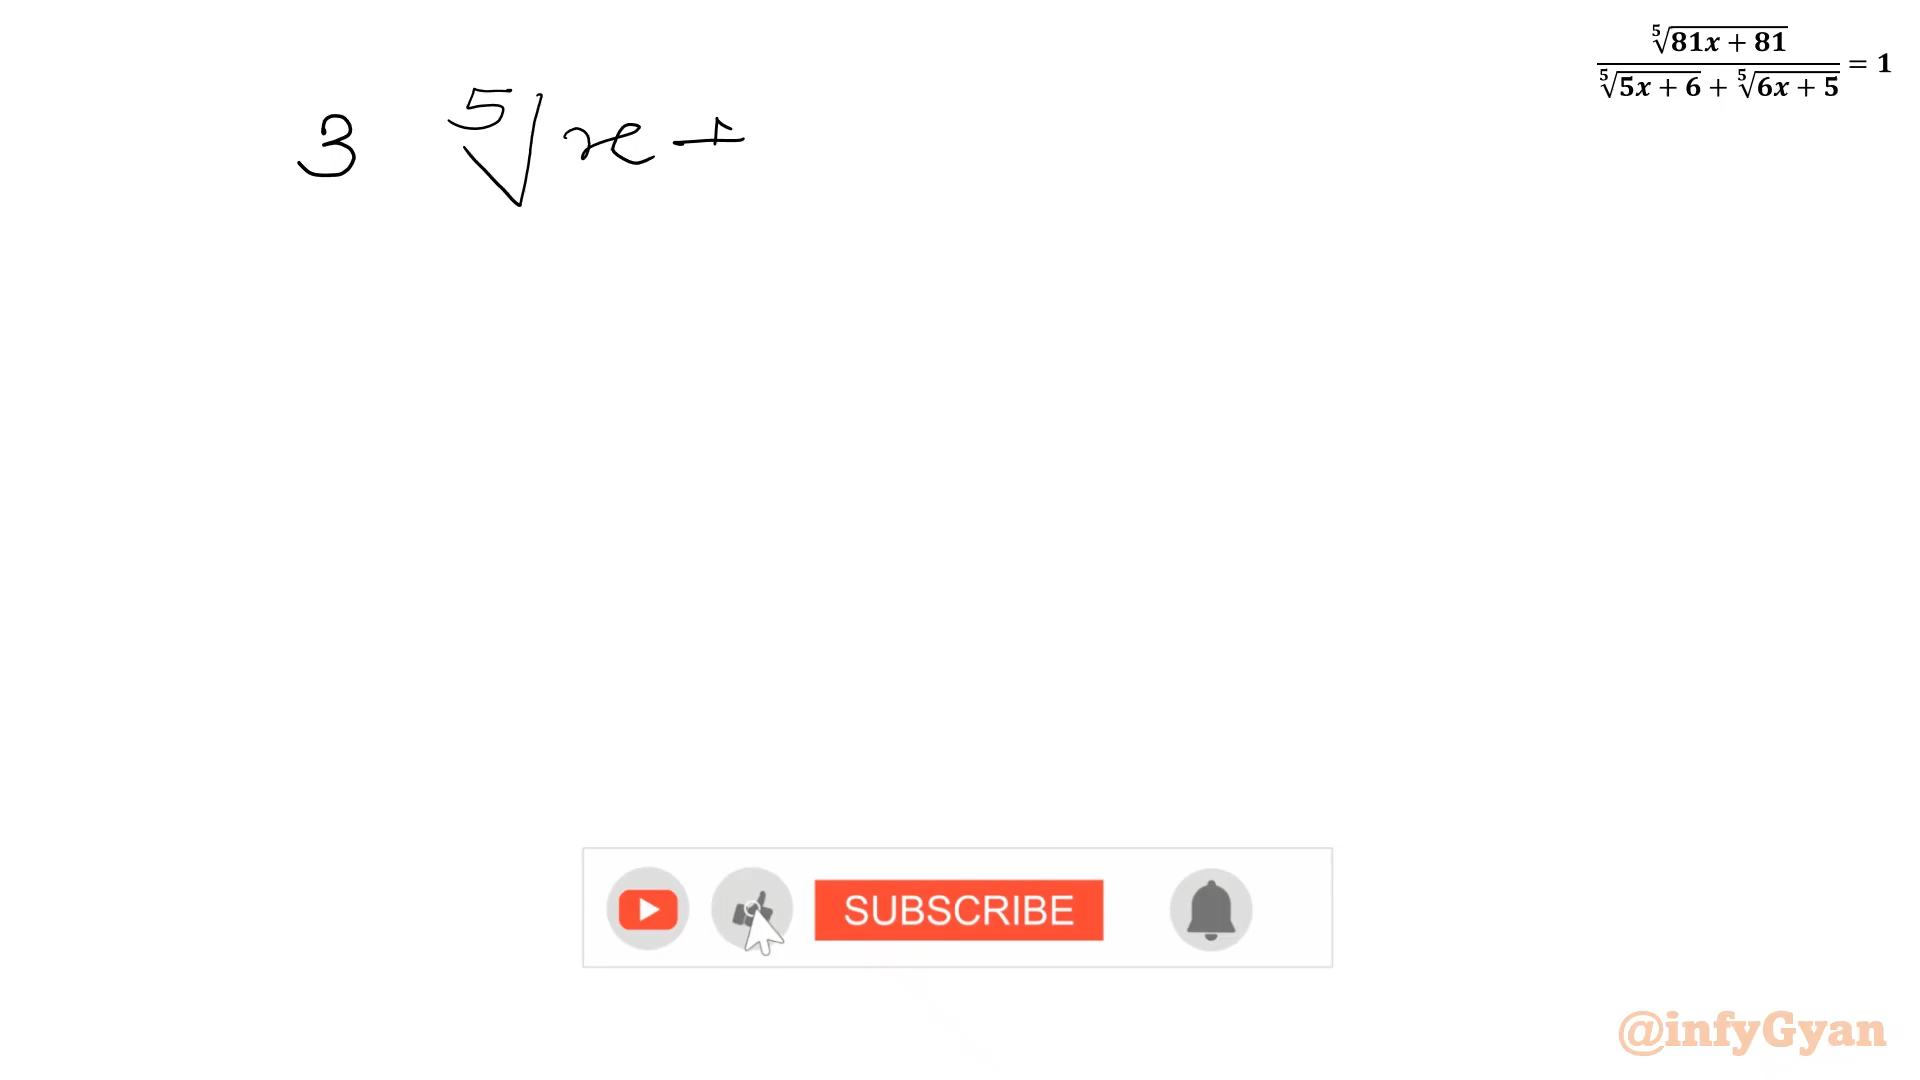 ⁵√(81x + 81) / (⁵√(5x + 6) + ⁵√(6x + 5)) = 1
3 ⁵√x +
SUBSCRIBE
@infyGyan